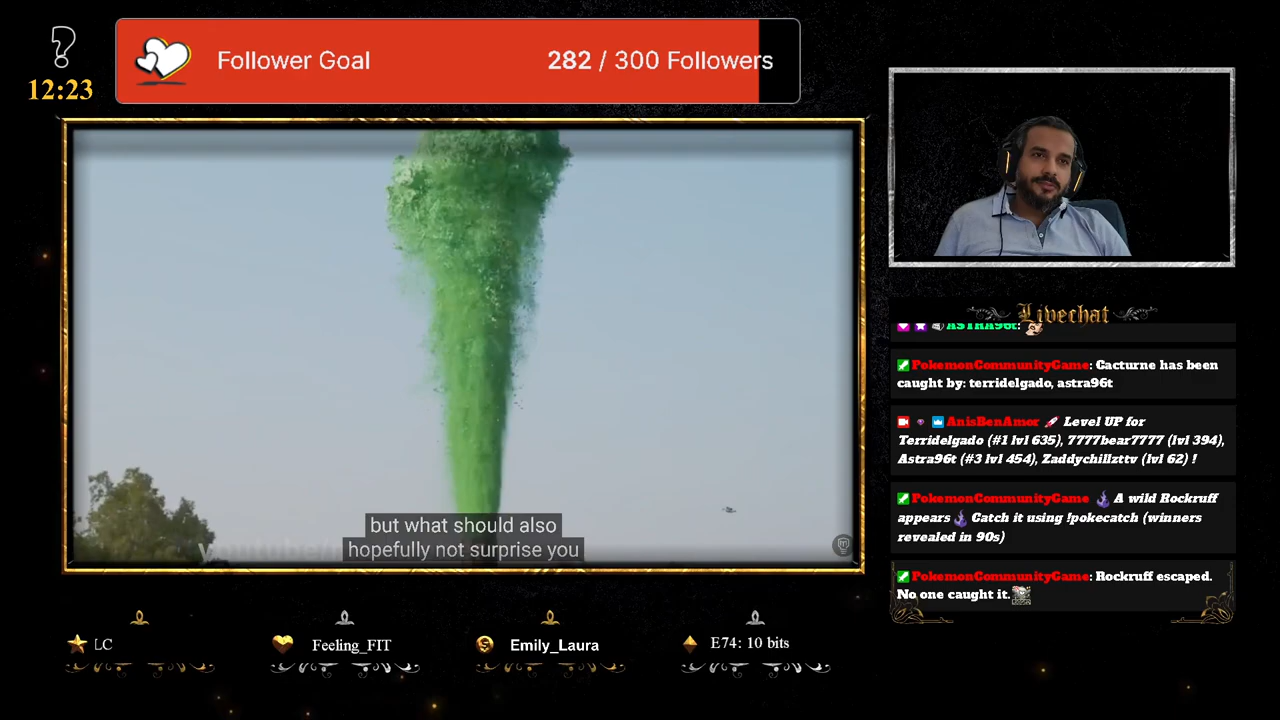 12:23
Follower Goal
282 / 300 Followers
but what should also
hopefully not surprise you
Livechat
ASTRA96t:
PokemonCommunityGame: Cacturne has been
caught by: terridelgado, astra96t
AnisBenAmor 🚀 Level UP for
Terridelgado (#1 lvl 635), 7777bear7777 (lvl 394),
Astra96t (#3 lvl 454), Zaddychillzttv (lvl 62) !
PokemonCommunityGame A wild Rockruff
appears Catch it using !pokecatch (winners
revealed in 90s)
PokemonCommunityGame: Rockruff escaped.
No one caught it.
LC
Feeling_FIT
Emily_Laura
E74: 10 bits